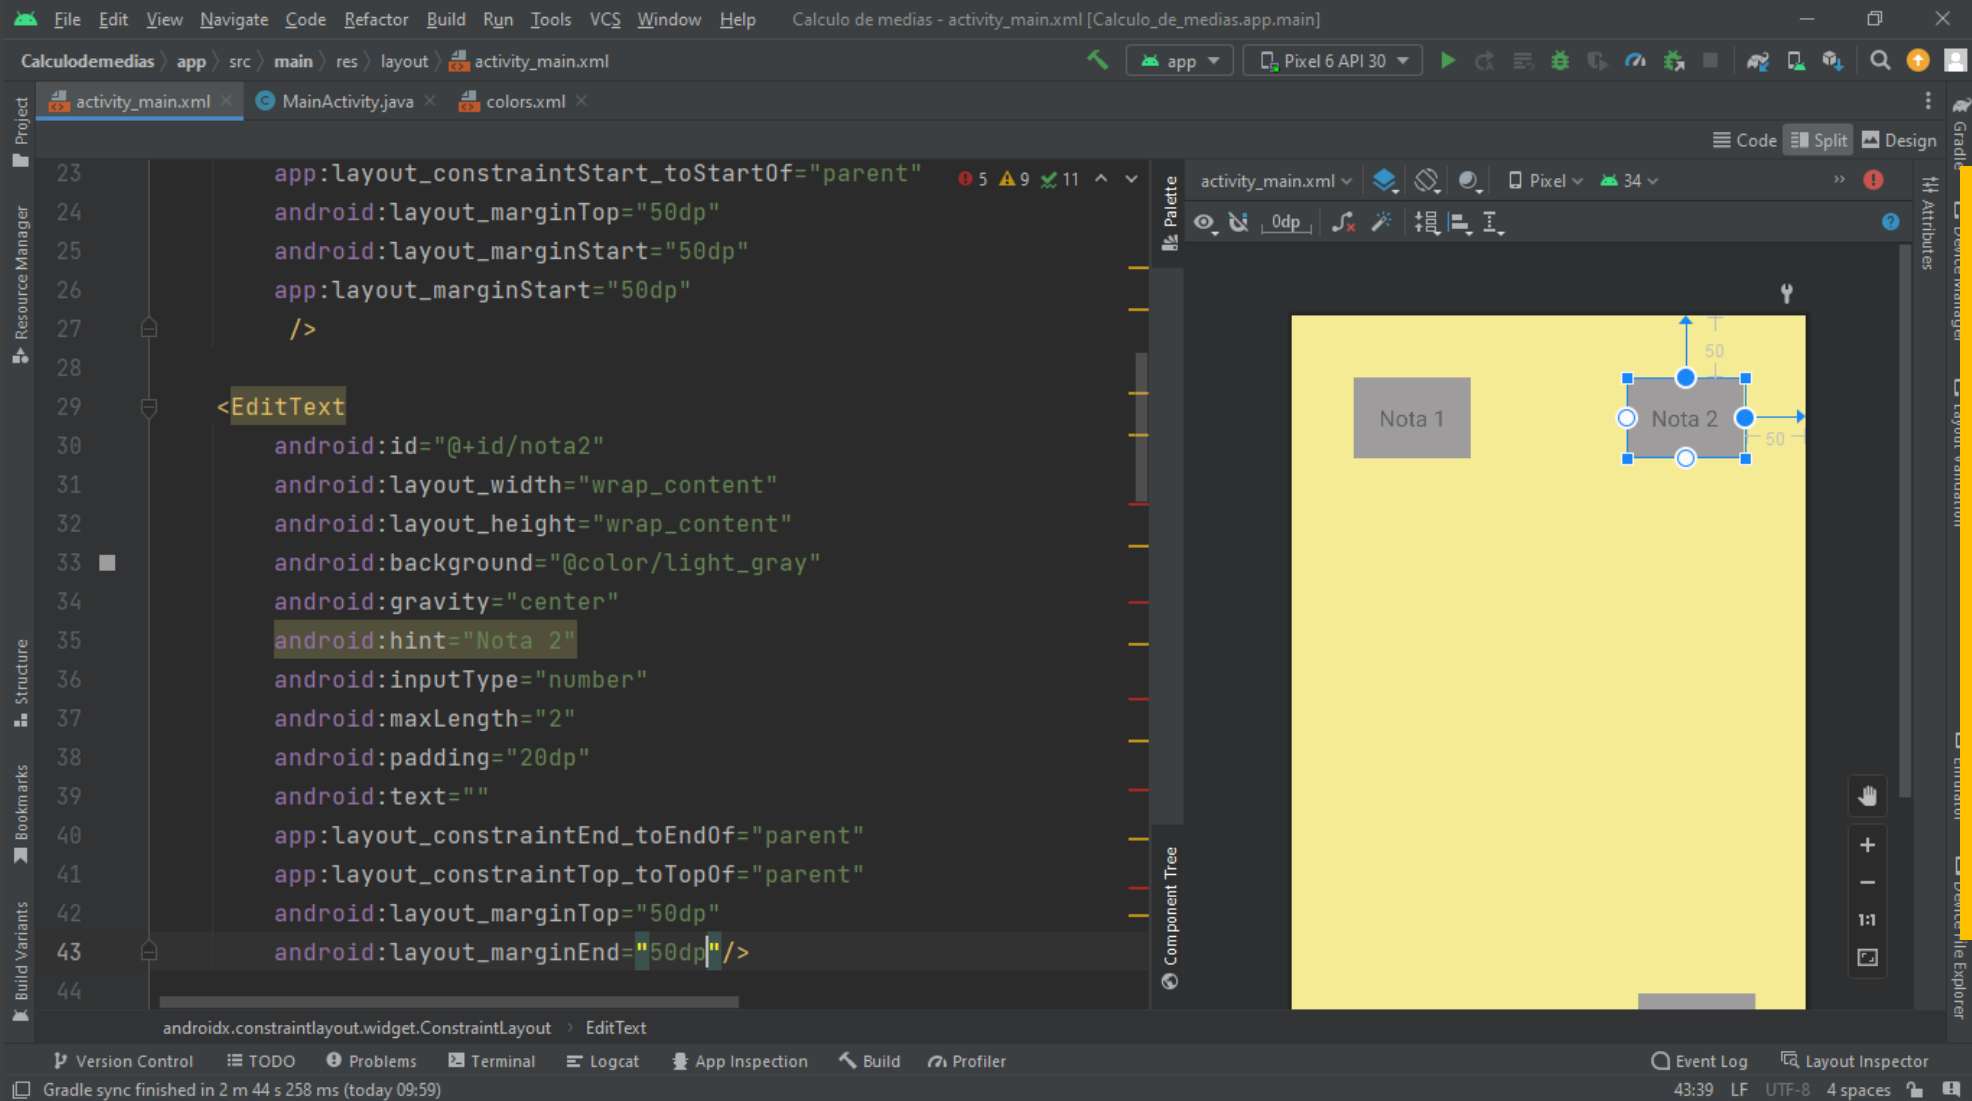 File Edit View Navigate Code Refactor Build Run Tools VCS Window Help Calculo de medias - activity_main.xml [Calculo_de_medias.app.main]
Calculodemedias app src main res layout activity_main.xml app Pixel 6 API 30
activity_main.xml MainActivity.java colors.xml
Code Split Design
Project
Resource Manager
Structure
Bookmarks
Build Variants
23 app:layout_constraintStart_toStartOf="parent" 5 9 11
24 android:layout_marginTop="50dp"
25 android:layout_marginStart="50dp"
26 app:layout_marginStart="50dp"
27 />
28
29 <EditText
30 android:id="@+id/nota2"
31 android:layout_width="wrap_content"
32 android:layout_height="wrap_content"
33 android:background="@color/light_gray"
34 android:gravity="center"
35 android:hint="Nota 2"
36 android:inputType="number"
37 android:maxLength="2"
38 android:padding="20dp"
39 android:text=""
40 app:layout_constraintEnd_toEndOf="parent"
41 app:layout_constraintTop_toTopOf="parent"
42 android:layout_marginTop="50dp"
43 android:layout_marginEnd="50dp"/>
44
androidx.constraintlayout.widget.ConstraintLayout EditText
Palette
Component Tree
activity_main.xml Pixel 34
0dp
50
Nota 1
Nota 2
50
1:1
Attributes
Gradle
Device Manager
Layout Validation
Emulator
Device File Explorer
Version Control TODO Problems Terminal Logcat App Inspection Build Profiler Event Log Layout Inspector
Gradle sync finished in 2 m 44 s 258 ms (today 09:59) 43:39 LF UTF-8 4 spaces